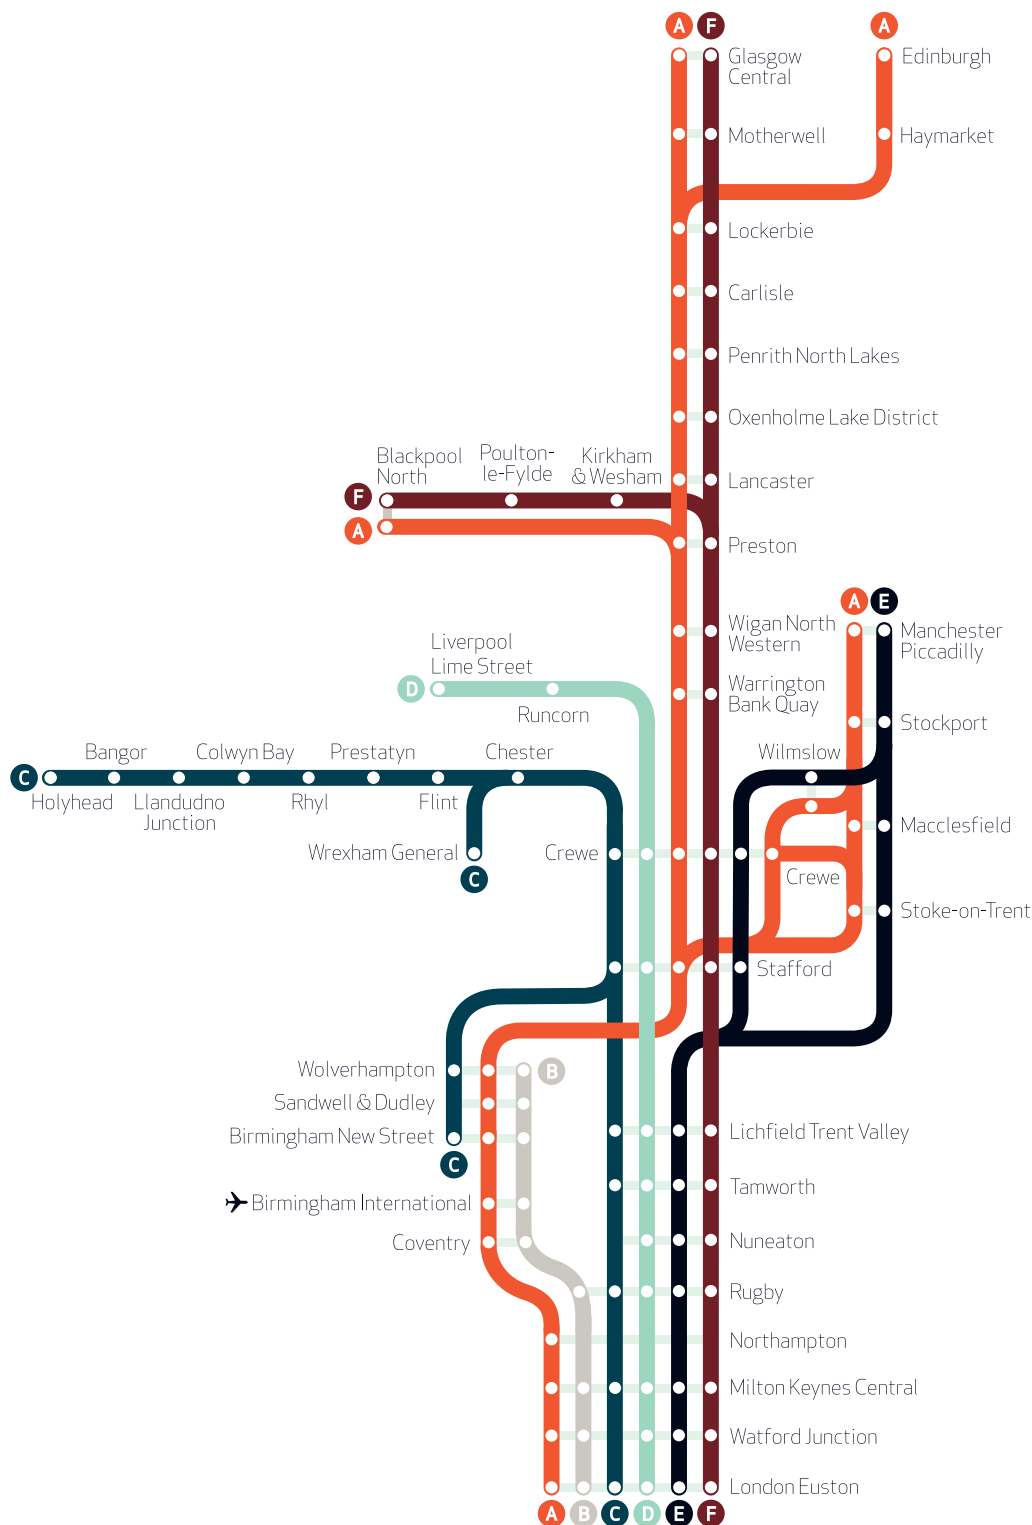 A
F
A
Glasgow
Central
Edinburgh
Motherwell
Haymarket
Lockerbie
Carlisle
Penrith North Lakes
Oxenholme Lake District
Blackpool
North
Poulton-
le-Fylde
Kirkham
& Wesham
Lancaster
F
A
Preston
A
E
Wigan North
Western
Manchester
Piccadilly
Liverpool
Lime Street
D
Runcorn
Warrington
Bank Quay
Stockport
Bangor
Colwyn Bay
Prestatyn
Chester
Wilmslow
C
Holyhead
Llandudno
Junction
Rhyl
Flint
Macclesfield
Wrexham General
C
Crewe
Crewe
Stoke-on-Trent
Stafford
Wolverhampton
B
Sandwell & Dudley
Birmingham New Street
C
Lichfield Trent Valley
Tamworth
Birmingham International
Coventry
Nuneaton
Rugby
Northampton
Milton Keynes Central
Watford Junction
London Euston
A
B
C
D
E
F